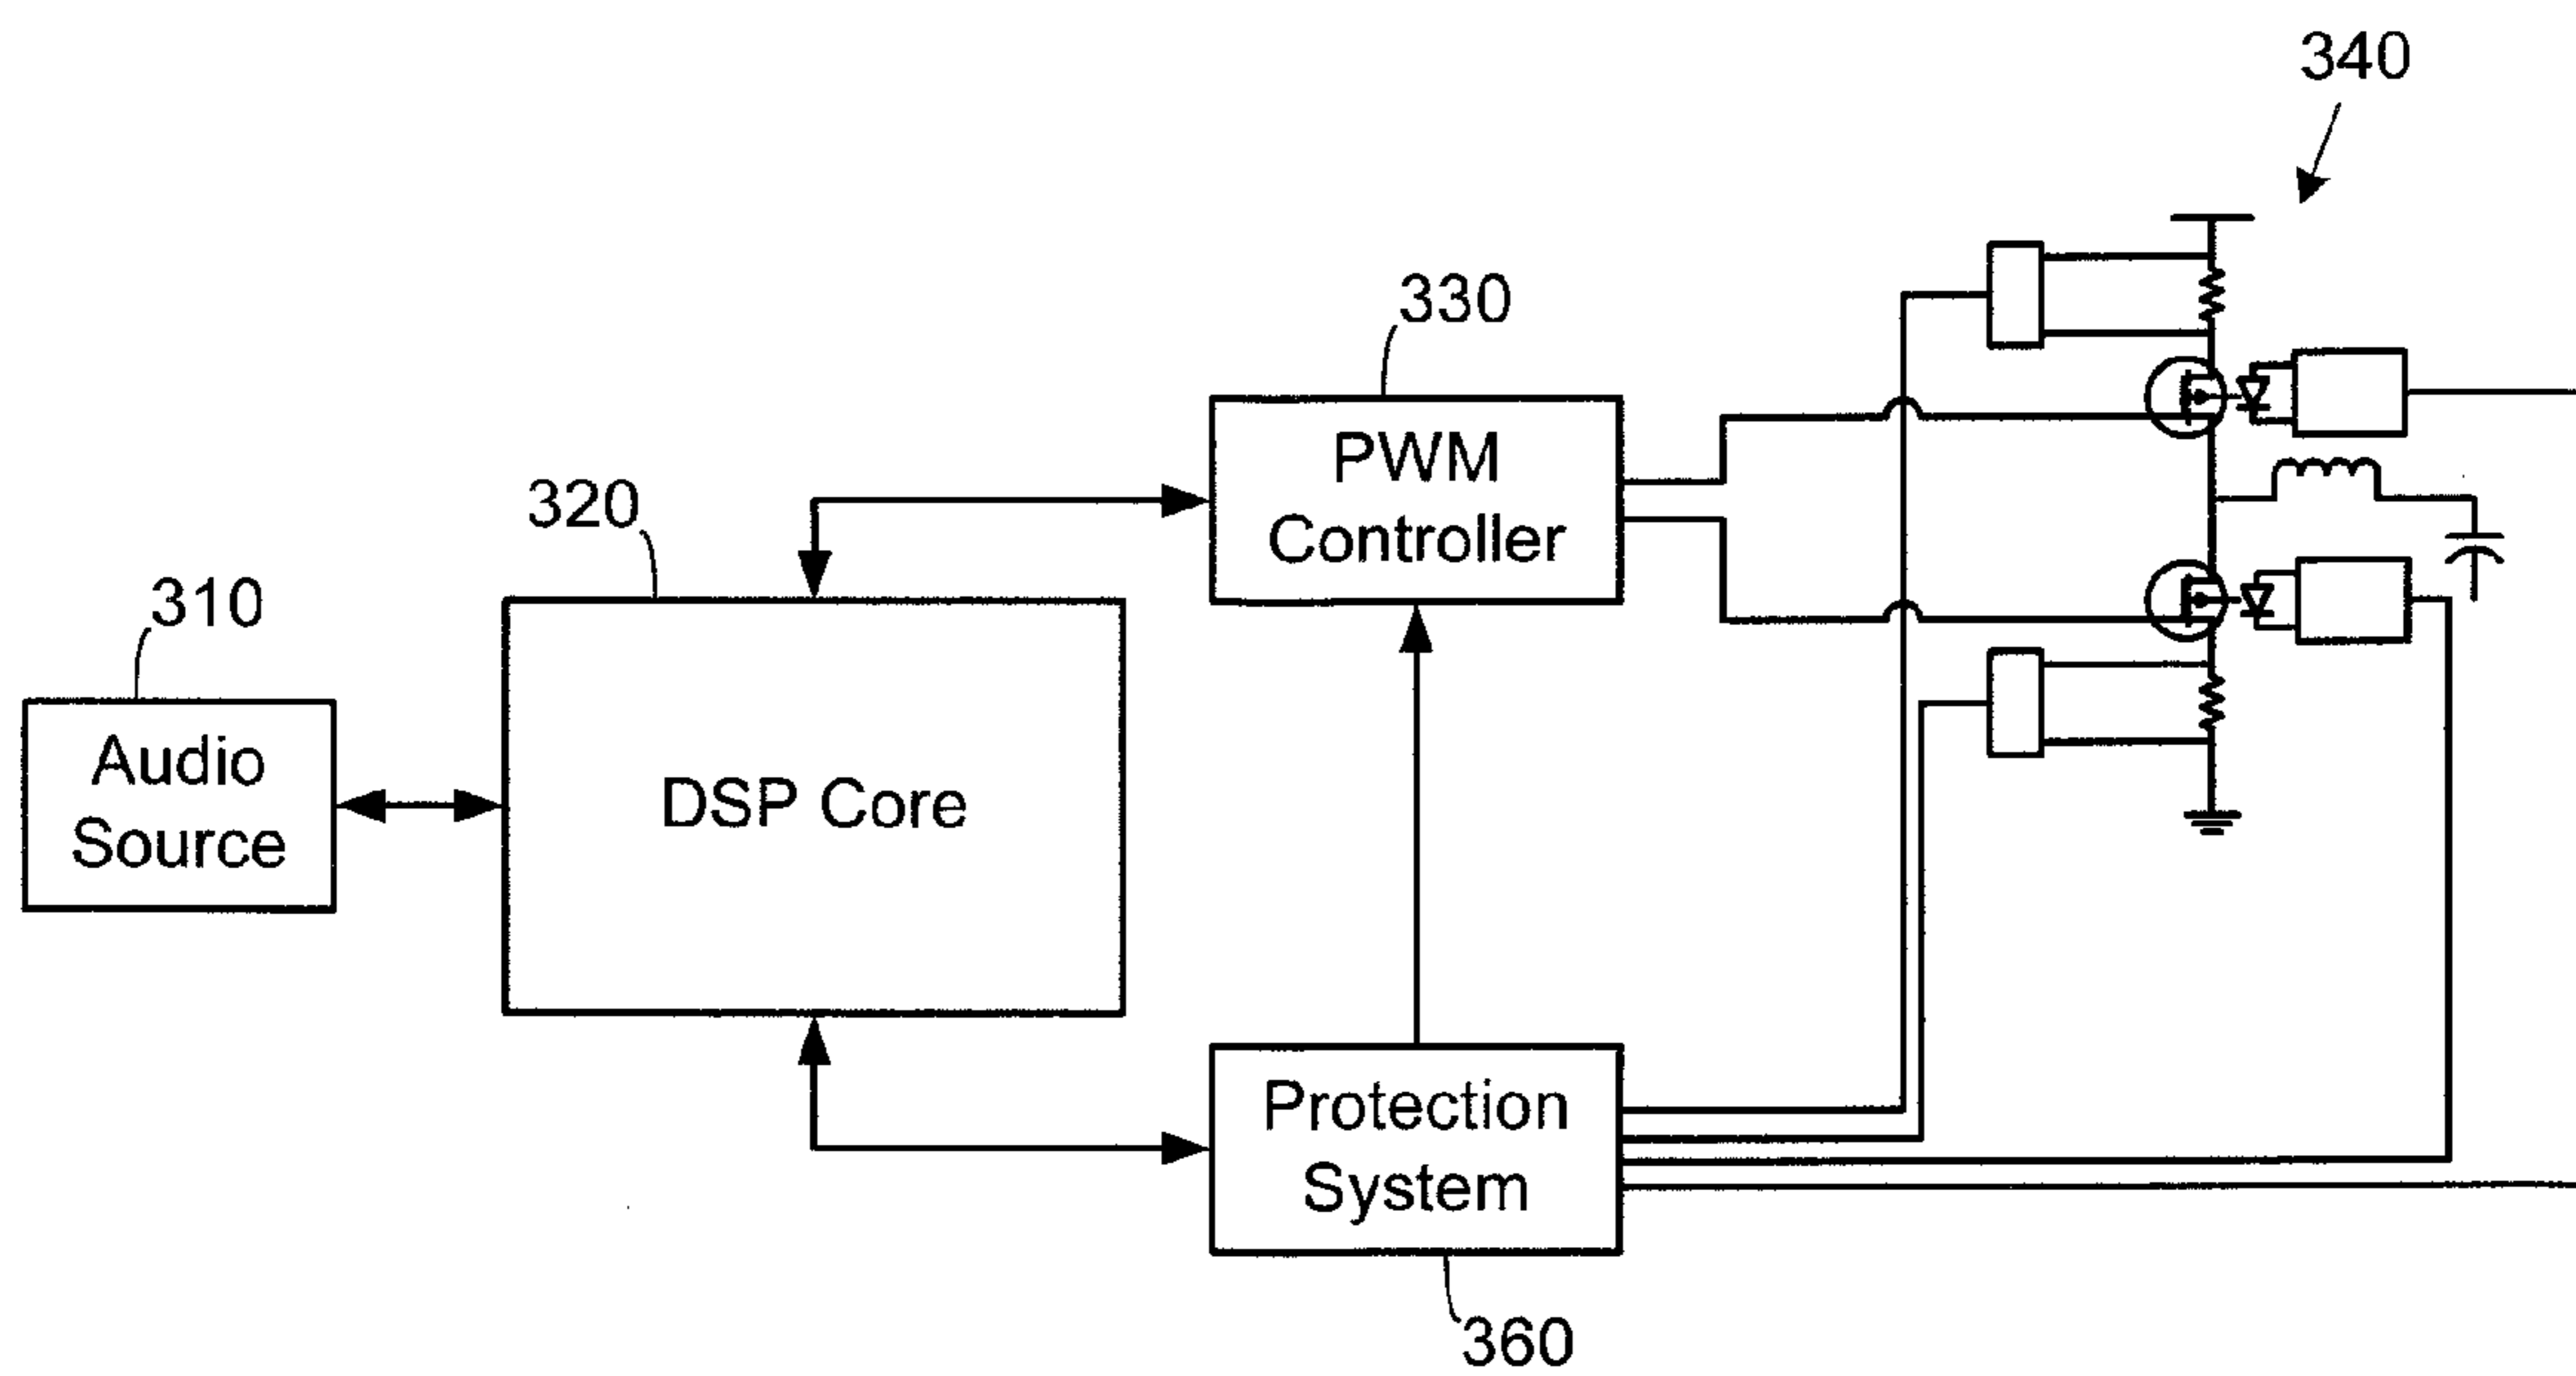 340
330
PWM
Controller
320
310
Audio
Source
DSP Core
Protection
System
360